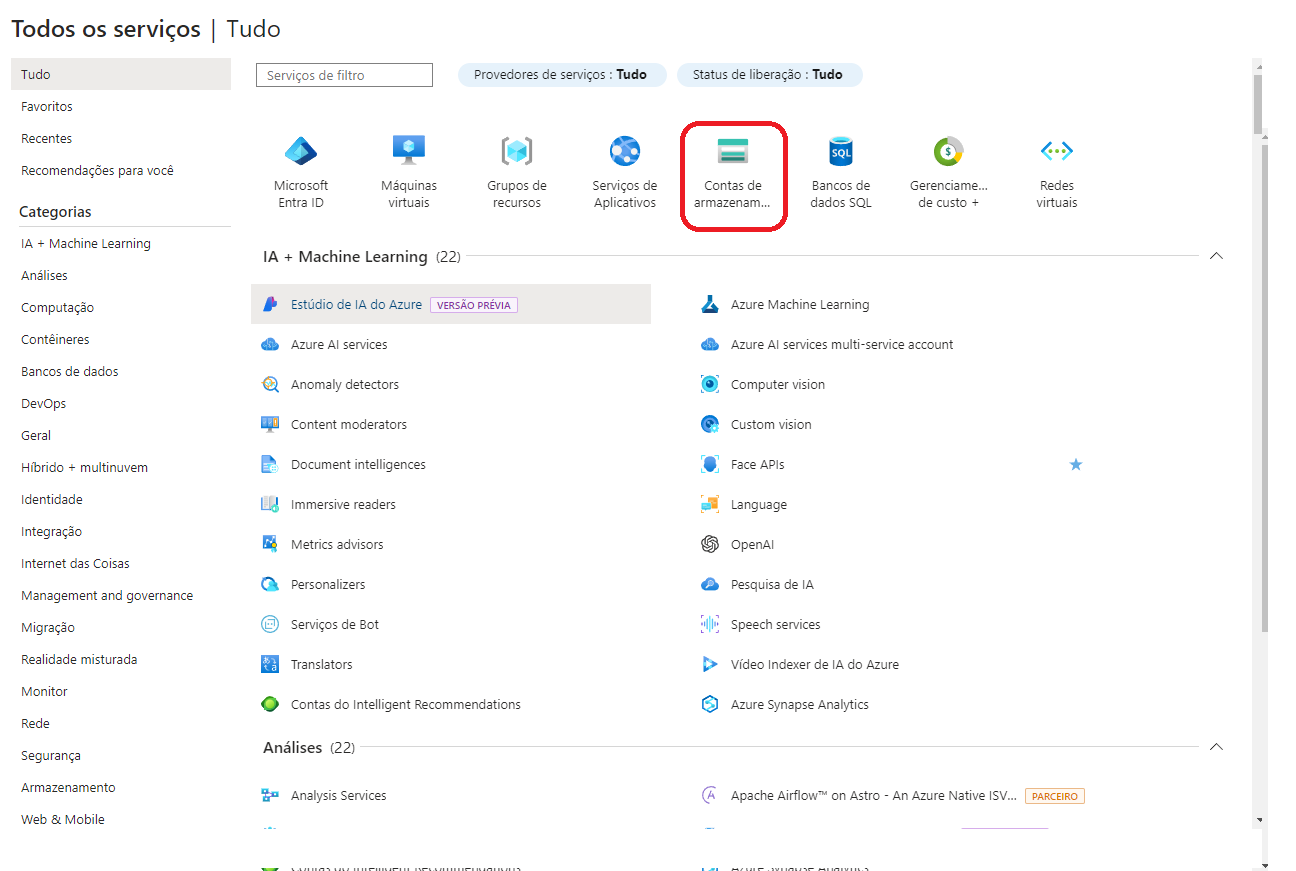 Todos os serviços | Tudo
Tudo
Favoritos
Recentes
Recomendações para você
Categorias
IA + Machine Learning
Análises
Computação
Contêineres
Bancos de dados
DevOps
Geral
Híbrido + multinuvem
Identidade
Integração
Internet das Coisas
Management and governance
Migração
Realidade misturada
Monitor
Rede
Segurança
Armazenamento
Web & Mobile
Serviços de filtro
Provedores de serviços : Tudo
Status de liberação : Tudo
Microsoft
Entra ID
Máquinas
virtuais
Grupos de
recursos
Serviços de
Aplicativos
Contas de
armazenam...
SQL
Bancos de
dados SQL
Gerenciame...
de custo +
Redes
virtuais
IA + Machine Learning (22)
Estúdio de IA do Azure VERSÃO PRÉVIA
Azure Machine Learning
Azure AI services
Azure AI services multi-service account
Anomaly detectors
Computer vision
Content moderators
Custom vision
Document intelligences
Face APIs
Immersive readers
Language
Metrics advisors
OpenAI
Personalizers
Pesquisa de IA
Serviços de Bot
Speech services
Translators
Vídeo Indexer de IA do Azure
Contas do Intelligent Recommendations
Azure Synapse Analytics
Análises (22)
Analysis Services
Apache Airflow™ on Astro - An Azure Native ISV... PARCEIRO
Contas do Intelligent Recommendations
Azure Synapse Analytics